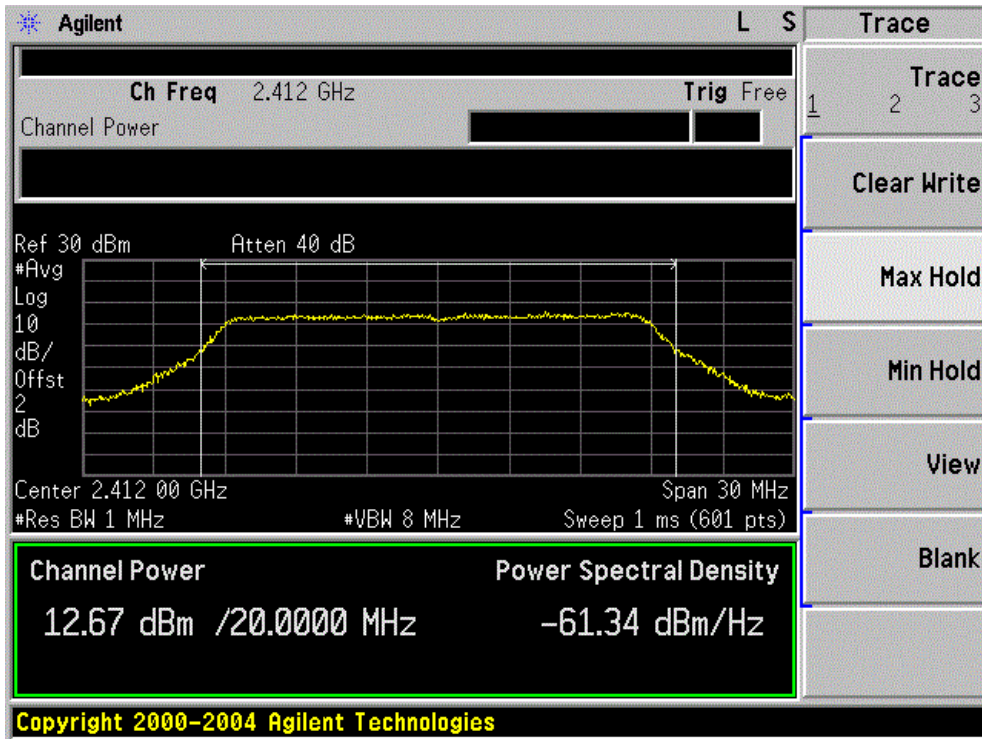 Agilent
L S
Trace
Ch Freq 2.412 GHz
Trig Free
Channel Power
Trace
1 2 3
Clear Write
Max Hold
Min Hold
View
Blank
Ref 30 dBm
Atten 40 dB
#Avg
Log
10
dB/
Offst
2
dB
Center 2.412 00 GHz
Span 30 MHz
#Res BW 1 MHz
#VBW 8 MHz
Sweep 1 ms (601 pts)
Channel Power
Power Spectral Density
12.67 dBm /20.0000 MHz
-61.34 dBm/Hz
Copyright 2000-2004 Agilent Technologies